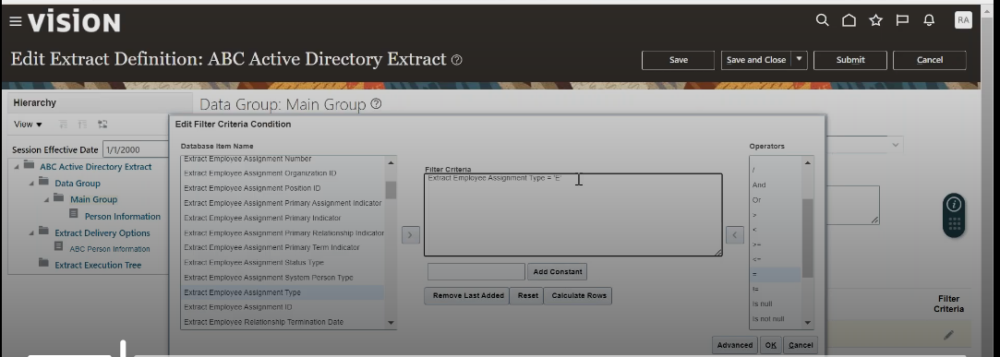 VISION
RA
Edit Extract Definition: ABC Active Directory Extract
Save
Save and Close
Submit
Cancel
Hierarchy
View
Session Effective Date 1/1/2000
ABC Active Directory Extract
Data Group
Main Group
Person Information
Extract Delivery Options
ABC Person Information
Extract Execution Tree
Data Group: Main Group
Edit Filter Criteria Condition
Database Item Name
Extract Employee Assignment Number
Extract Employee Assignment Organization ID
Extract Employee Assignment Position ID
Extract Employee Assignment Primary Assignment Indicator
Extract Employee Assignment Primary Indicator
Extract Employee Assignment Primary Relationship Indicator
Extract Employee Assignment Primary Term Indicator
Extract Employee Assignment Status Type
Extract Employee Assignment System Person Type
Extract Employee Assignment Type
Extract Employee Assignment ID
Extract Employee Relationship Termination Date
Filter Criteria
Extract Employee Assignment Type = 'E'
Add Constant
Remove Last Added
Reset
Calculate Rows
Operators
/
And
Or
>
<
>=
<=
=
!=
Is null
Is not null
Advanced
OK
Cancel
Filter
Criteria